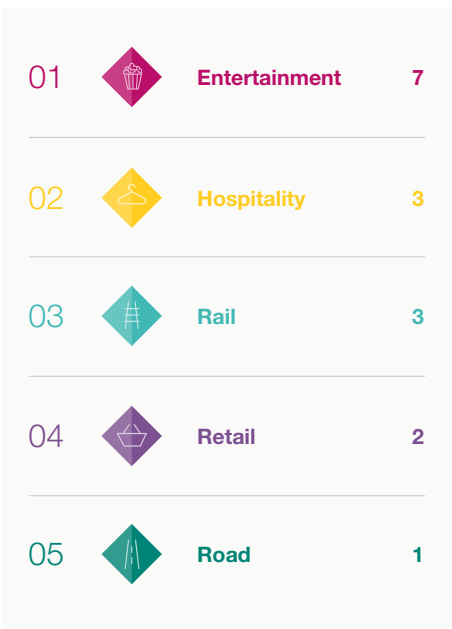 01 Entertainment 7
02 Hospitality 3
03 Rail 3
04 Retail 2
05 Road 1